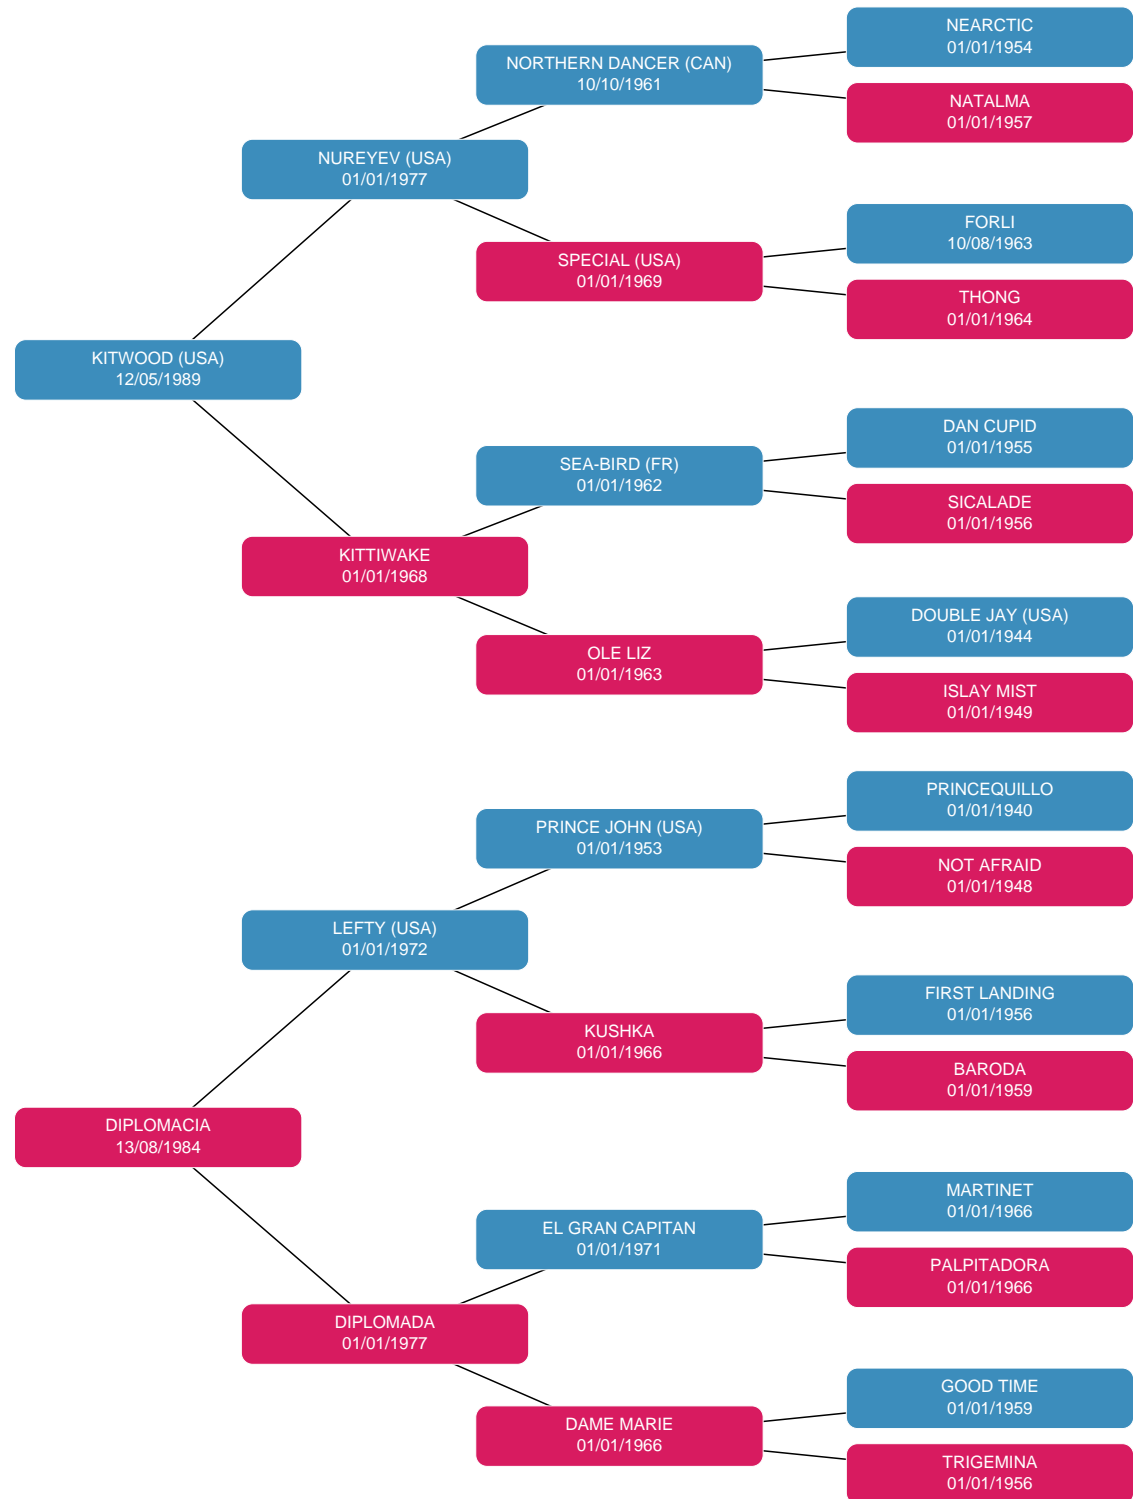 NEARCTIC
01/01/1954
NORTHERN DANCER (CAN)
10/10/1961
NATALMA
01/01/1957
NUREYEV (USA)
01/01/1977
FORLI
10/08/1963
SPECIAL (USA)
01/01/1969
THONG
01/01/1964
KITWOOD (USA)
12/05/1989
DAN CUPID
01/01/1955
SEA-BIRD (FR)
01/01/1962
SICALADE
01/01/1956
KITTIWAKE
01/01/1968
DOUBLE JAY (USA)
01/01/1944
OLE LIZ
01/01/1963
ISLAY MIST
01/01/1949
PRINCEQUILLO
01/01/1940
PRINCE JOHN (USA)
01/01/1953
NOT AFRAID
01/01/1948
LEFTY (USA)
01/01/1972
FIRST LANDING
01/01/1956
KUSHKA
01/01/1966
BARODA
01/01/1959
DIPLOMACIA
13/08/1984
MARTINET
01/01/1966
EL GRAN CAPITAN
01/01/1971
PALPITADORA
01/01/1966
DIPLOMADA
01/01/1977
GOOD TIME
01/01/1959
DAME MARIE
01/01/1966
TRIGEMINA
01/01/1956